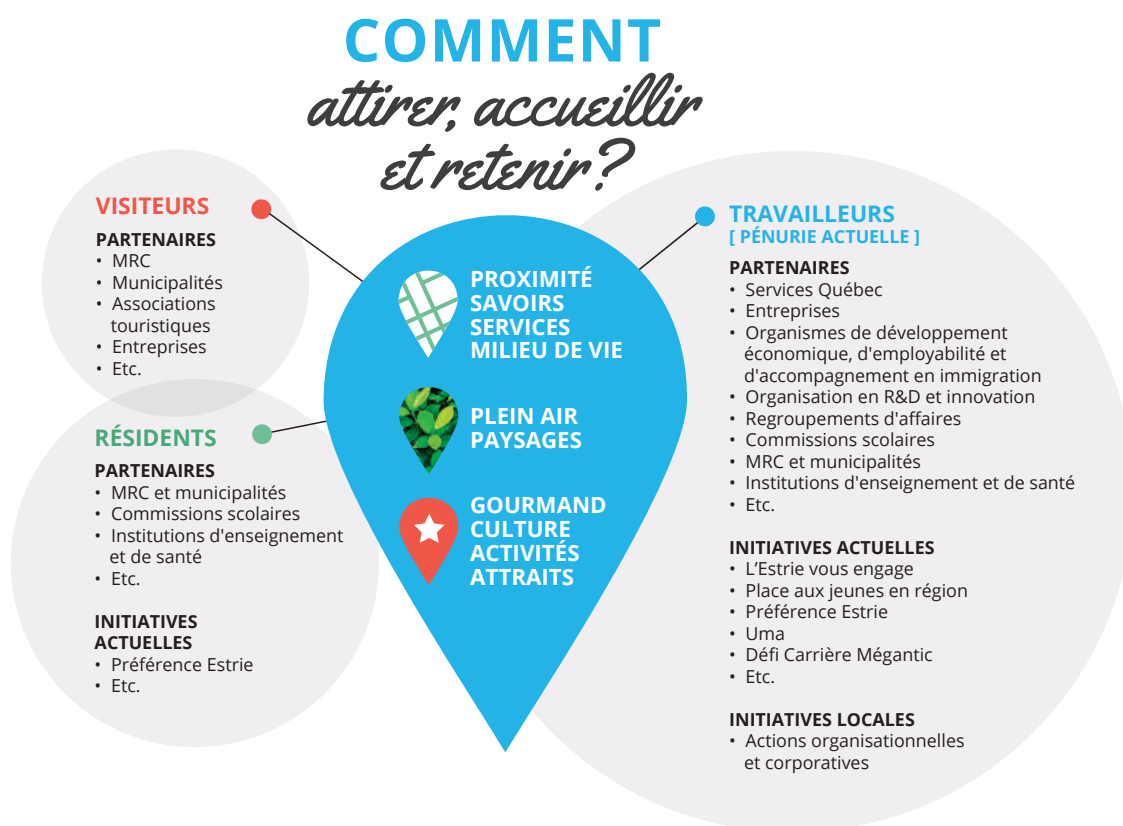 COMMENT
attirer, accueillir
et retenir?
VISITEURS
PARTENAIRES
• MRC
• Municipalités
• Associations
touristiques
• Entreprises
• Etc.
RÉSIDENTS
PARTENAIRES
• MRC et municipalités
• Commissions scolaires
• Institutions d'enseignement
et de santé
• Etc.
INITIATIVES
ACTUELLES
• Préférence Estrie
• Etc.
PROXIMITÉ
SAVOIRS
SERVICES
MILIEU DE VIE
PLEIN AIR
PAYSAGES
GOURMAND
CULTURE
ACTIVITÉS
ATTRAITS
TRAVAILLEURS
[ PÉNURIE ACTUELLE ]
PARTENAIRES
• Services Québec
• Entreprises
• Organismes de développement
économique, d'employabilité et
d'accompagnement en immigration
• Organisation en R&D et innovation
• Regroupements d'affaires
• Commissions scolaires
• MRC et municipalités
• Institutions d'enseignement et de santé
• Etc.
INITIATIVES ACTUELLES
• L'Estrie vous engage
• Place aux jeunes en région
• Préférence Estrie
• Uma
• Défi Carrière Mégantic
• Etc.
INITIATIVES LOCALES
• Actions organisationnelles
et corporatives